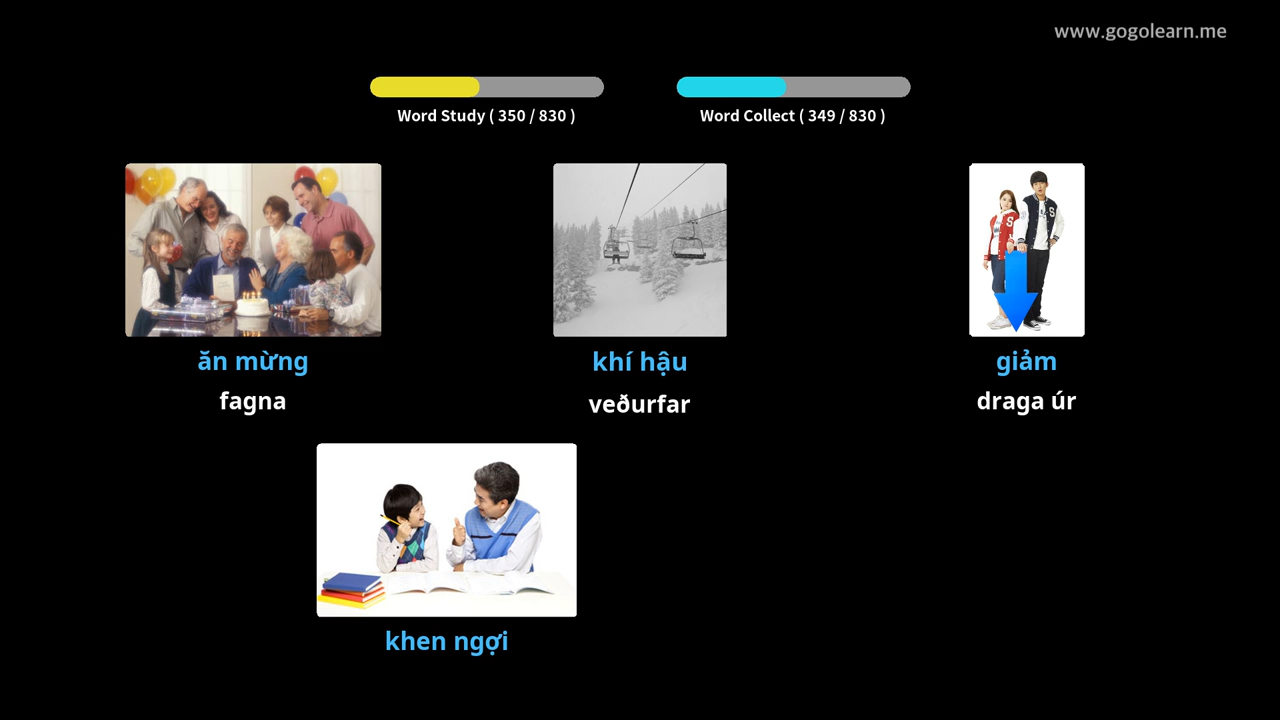 www.gogolearn.me
Word Study ( 350 / 830 )
Word Collect ( 349 / 830 )
ăn mừng
fagna
khí hậu
veðurfar
giảm
draga úr
khen ngợi